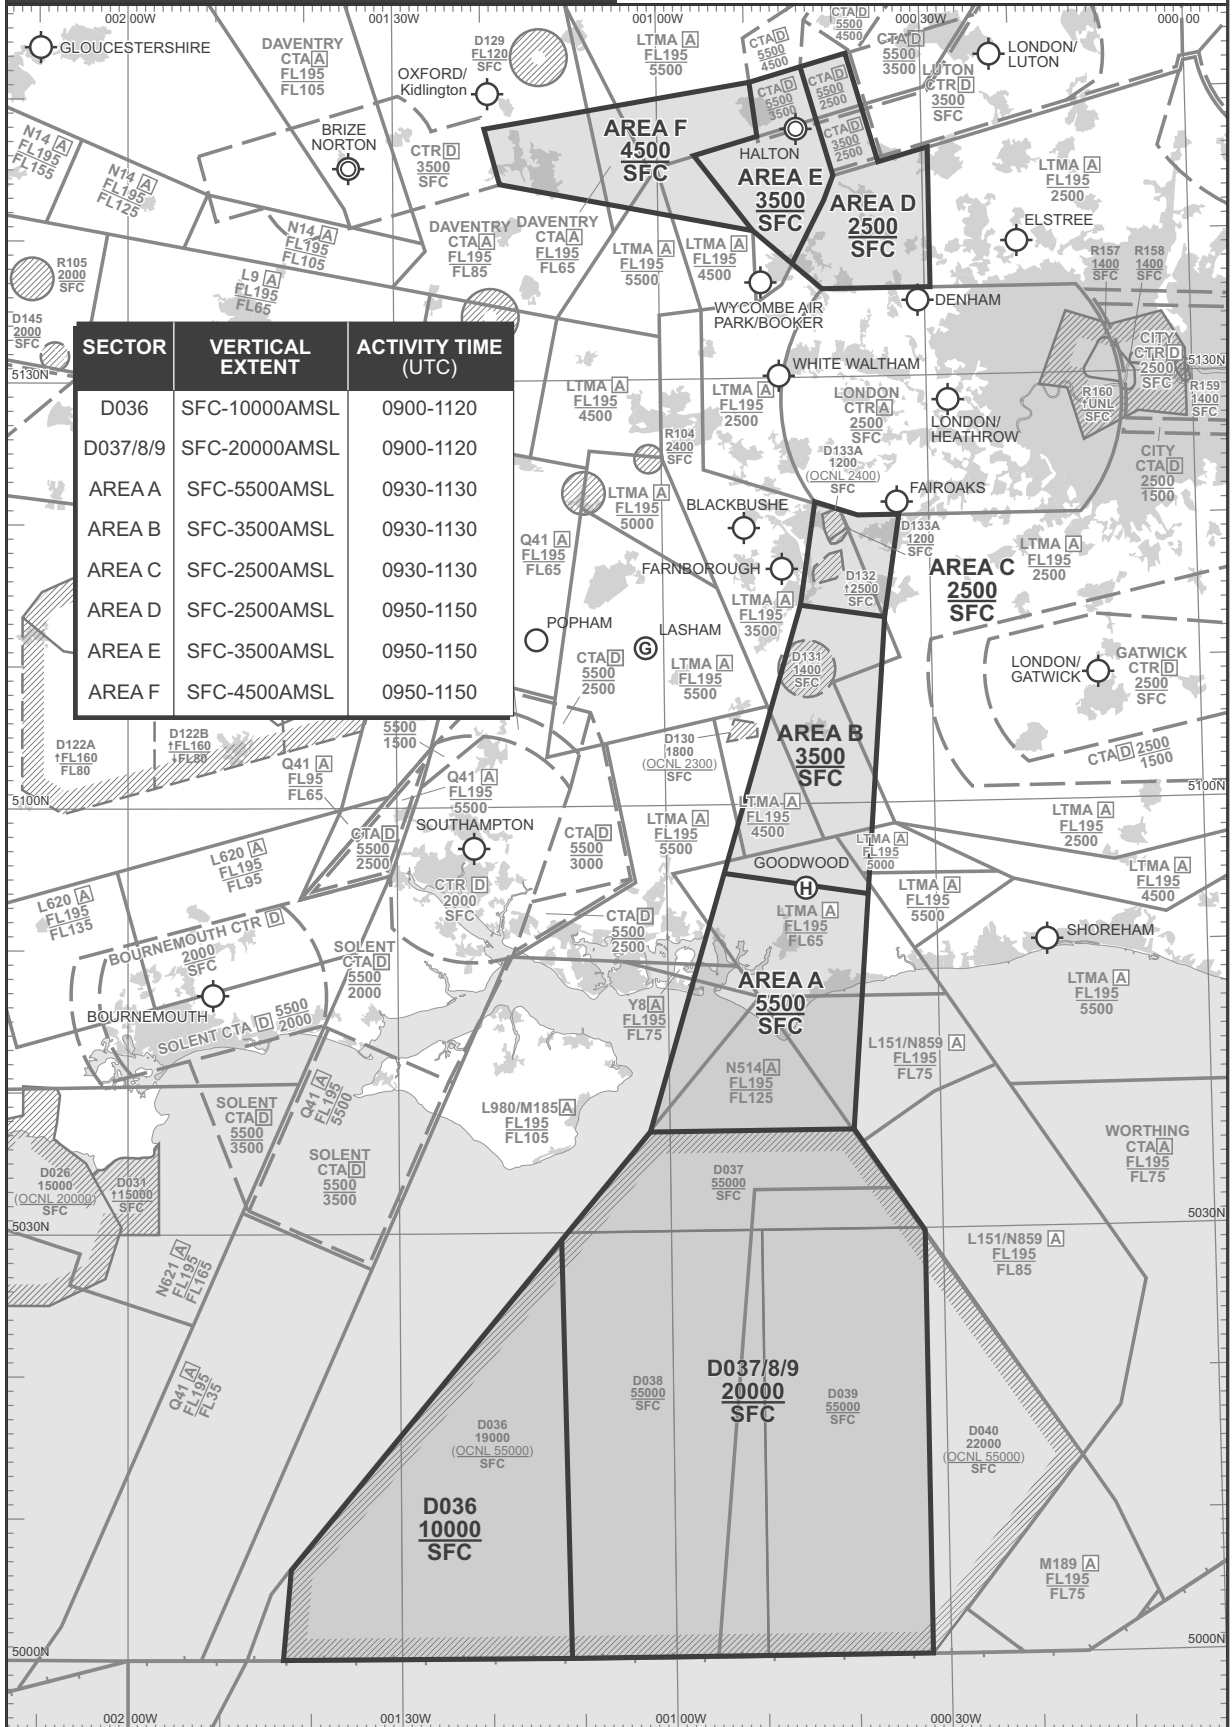 002 00W
001 30W
001 00W
000 30W
000 00
GLOUCESTERSHIRE
DAVENTRY
CTA A
FL195
FL105
D129
FL120
SFC
OXFORD/
Kidlington
LTMA A
FL195
5500
CTA D
5500
4500
CTA D
5500
4500
CTA D
5500
3500
LONDON/
LUTON
LUTON
CTR D
3500
SFC
CTA D
5500
3500
CTA D
5500
2500
CTA D
3500
2500
N14 A
FL195
FL155
N14 A
FL195
FL125
N14 A
FL195
FL105
BRIZE
NORTON
CTR D
3500
SFC
AREA F
4500
SFC
HALTON
AREA E
3500
SFC
AREA D
2500
SFC
LTMA A
FL195
2500
ELSTREE
R105
2000
SFC
L9 A
FL195
FL65
DAVENTRY
CTA A
FL195
FL85
DAVENTRY
CTA A
FL195
FL65
LTMA A
FL195
5500
LTMA A
FL195
4500
R157
1400
SFC
R158
1400
SFC
D145
2000
SFC
WYCOMBE AIR
PARK/BOOKER
DENHAM
SECTOR VERTICAL EXTENT ACTIVITY TIME (UTC)
D036 SFC-10000AMSL 0900-1120
D037/8/9 SFC-20000AMSL 0900-1120
AREA A SFC-5500AMSL 0930-1130
AREA B SFC-3500AMSL 0930-1130
AREA C SFC-2500AMSL 0930-1130
AREA D SFC-2500AMSL 0950-1150
AREA E SFC-3500AMSL 0950-1150
AREA F SFC-4500AMSL 0950-1150
5130N
WHITE WALTHAM
CITY
CTR D
2500
SFC
5130N
LTMA A
FL195
4500
LTMA A
FL195
2500
LONDON
CTR A
2500
SFC
LONDON/
HEATHROW
R160
↑UNL
SFC
R159
1400
SFC
R104
2400
SFC
D133A
1200
(OCNL 2400)
SFC
CITY
CTA D
2500
1500
LTMA A
FL195
5000
BLACKBUSHE
FAIROAKS
D133A
1200
SFC
Q41 A
FL195
FL65
FARNBOROUGH
D132
↑2500
SFC
AREA C
2500
SFC
LTMA A
FL195
2500
LTMA A
FL195
3500
POPHAM
G
LASHAM
CTA D
5500
2500
LTMA A
FL195
5500
D131
1400
SFC
LONDON/
GATWICK
GATWICK
CTR D
2500
SFC
D122A
↑FL160
FL80
D122B
↑FL160
FL80
5500
1500
D130
1800
(OCNL 2300)
SFC
AREA B
3500
SFC
CTA D 2500
1500
5100N
Q41 A
FL95
FL65
Q41 A
FL195
5500
5100N
SOUTHAMPTON
CTA D
5500
2500
CTA D
5500
3000
LTMA A
FL195
5500
LTMA A
FL195
4500
LTMA A
FL195
5000
LTMA A
FL195
2500
L620 A
FL195
FL95
GOODWOOD
H
LTMA A
FL195
4500
L620 A
FL195
FL135
CTR D
2000
SFC
CTA D
5500
2500
LTMA A
FL195
FL65
LTMA A
FL195
5500
SHOREHAM
BOURNEMOUTH CTR D
2000
SFC
SOLENT
CTA D
5500
2000
BOURNEMOUTH
SOLENT CTA D 5500
2000
Y8 A
FL195
FL75
AREA A
5500
SFC
LTMA A
FL195
5500
L151/N859 A
FL195
FL75
N514 A
FL195
FL125
SOLENT
CTA D
5500
3500
Q41 A
FL195
5500
L980/M185 A
FL195
FL105
SOLENT
CTA D
5500
3500
WORTHING
CTA A
FL195
FL75
D026
15000
(OCNL 20000)
SFC
D031
↑15000
SFC
D037
55000
SFC
5030N
5030N
N621 A
FL195
FL165
L151/N859 A
FL195
FL85
Q41 A
FL195
FL35
D038
55000
SFC
D037/8/9
20000
SFC
D039
55000
SFC
D036
19000
(OCNL 55000)
SFC
D040
22000
(OCNL 55000)
SFC
D036
10000
SFC
M189 A
FL195
FL75
5000N
5000N
002 00W
001 30W
001 00W
000 30W